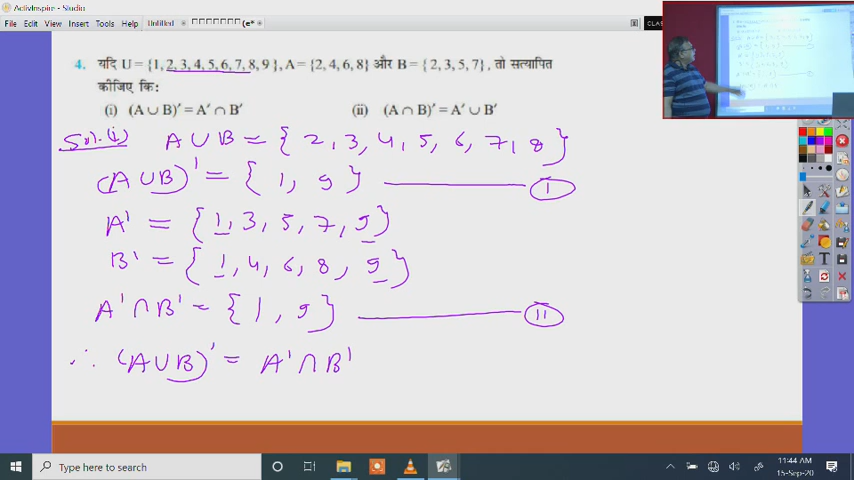 ActivInspire - Studio
File Edit View Insert Tools Help
Untitled
(e*
CLAS
4. यदि U = {1, 2, 3, 4, 5, 6, 7, 8, 9}, A = {2, 4, 6, 8} और B = {2, 3, 5, 7}, तो सत्यापित
कीजिए कि:
(i) (A ∪ B)′ = A′ ∩ B′ (ii) (A ∩ B)′ = A′ ∪ B′
Sol.(i) A∪B = {2, 3, 4, 5, 6, 7, 8}
(A∪B)' = {1, 9} I
A' = {1, 3, 5, 7, 9}
B' = {1, 4, 6, 8, 9}
A'∩B' = {1, 9} II
∴ (A∪B)' = A'∩B'
Type here to search
11:44 AM
15-Sep-20